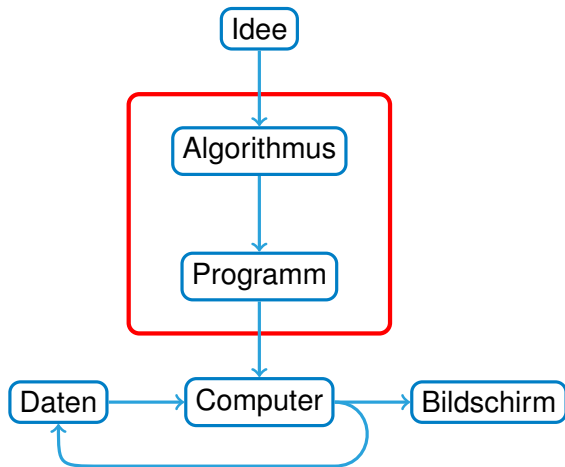 Idee
Algorithmus
Programm
Daten
Computer
Bildschirm